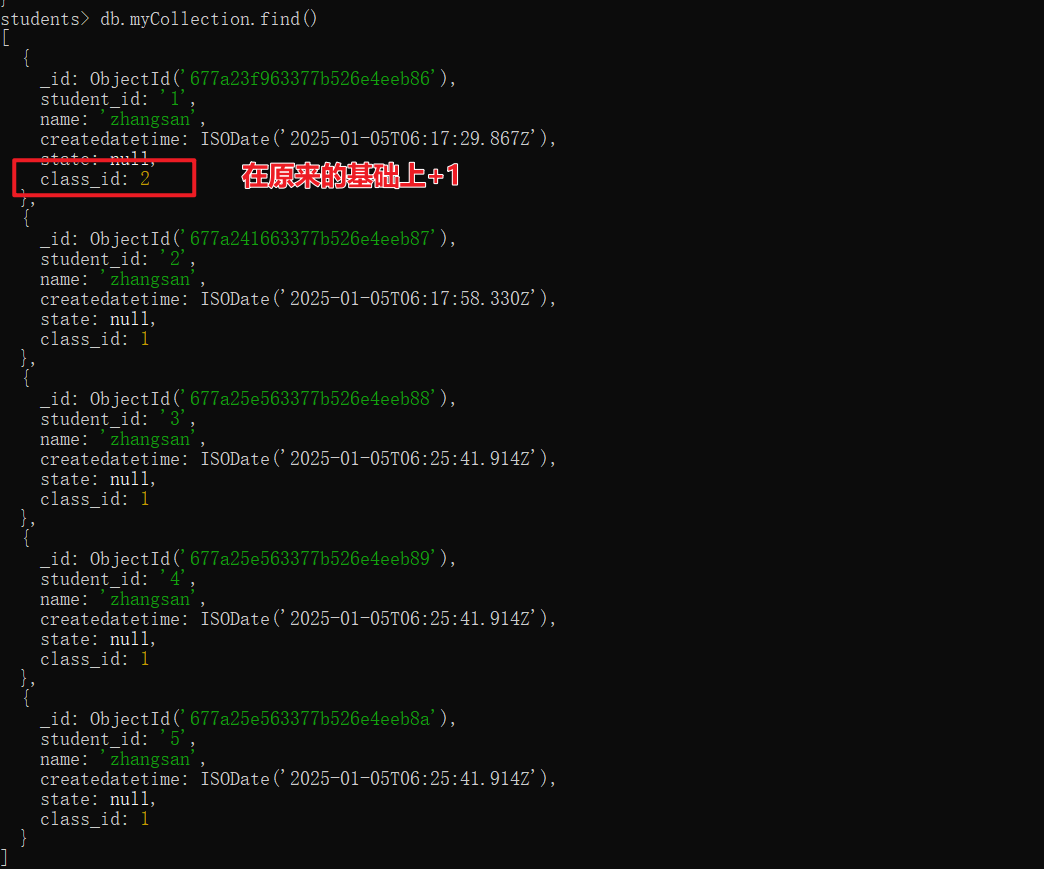 students> db.myCollection.find()
[
  {
    _id: ObjectId('677a23f963377b526e4eeb86'),
    student_id: '1',
    name: 'zhangsan',
    createdatetime: ISODate('2025-01-05T06:17:29.867Z'),
    state: null,
    class_id: 2
在原来的基础上+1
  },
  {
    _id: ObjectId('677a241663377b526e4eeb87'),
    student_id: '2',
    name: 'zhangsan',
    createdatetime: ISODate('2025-01-05T06:17:58.330Z'),
    state: null,
    class_id: 1
  },
  {
    _id: ObjectId('677a25e563377b526e4eeb88'),
    student_id: '3',
    name: 'zhangsan',
    createdatetime: ISODate('2025-01-05T06:25:41.914Z'),
    state: null,
    class_id: 1
  },
  {
    _id: ObjectId('677a25e563377b526e4eeb89'),
    student_id: '4',
    name: 'zhangsan',
    createdatetime: ISODate('2025-01-05T06:25:41.914Z'),
    state: null,
    class_id: 1
  },
  {
    _id: ObjectId('677a25e563377b526e4eeb8a'),
    student_id: '5',
    name: 'zhangsan',
    createdatetime: ISODate('2025-01-05T06:25:41.914Z'),
    state: null,
    class_id: 1
  }
]